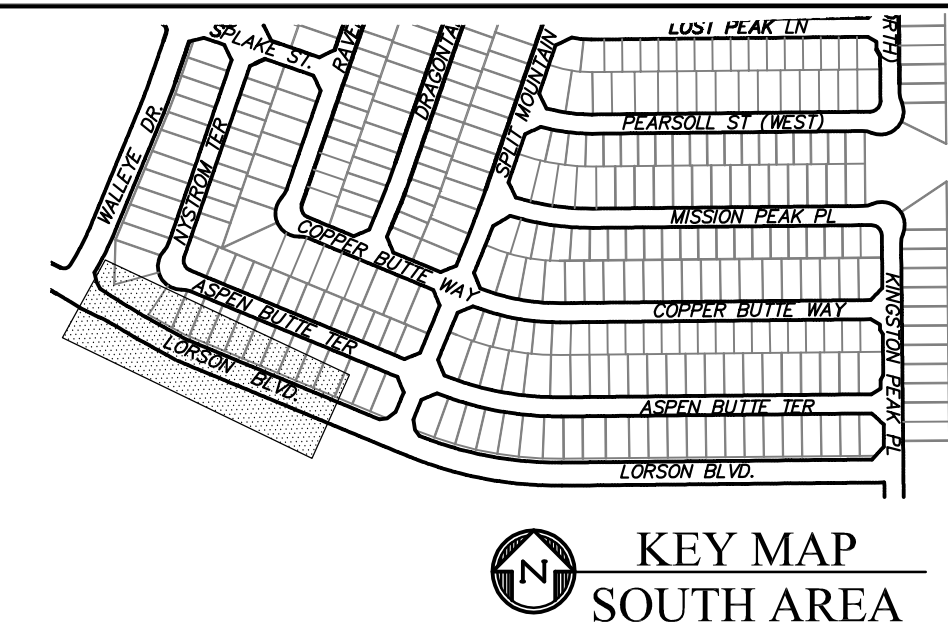 LOST PEAK LN
SPLAKE ST.
DRAGONTA
SPLIT MOUNTAIN
RTH)
PEARSOLL ST (WEST)
WALLEYE DR.
NYSTROM TER
MISSION PEAK PL
COPPER BUTTE WAY
COPPER BUTTE WAY
KINGSTON PEAK PL
ASPEN BUTTE TER
LORSON BLVD.
ASPEN BUTTE TER
LORSON BLVD.
N
KEY MAP
SOUTH AREA